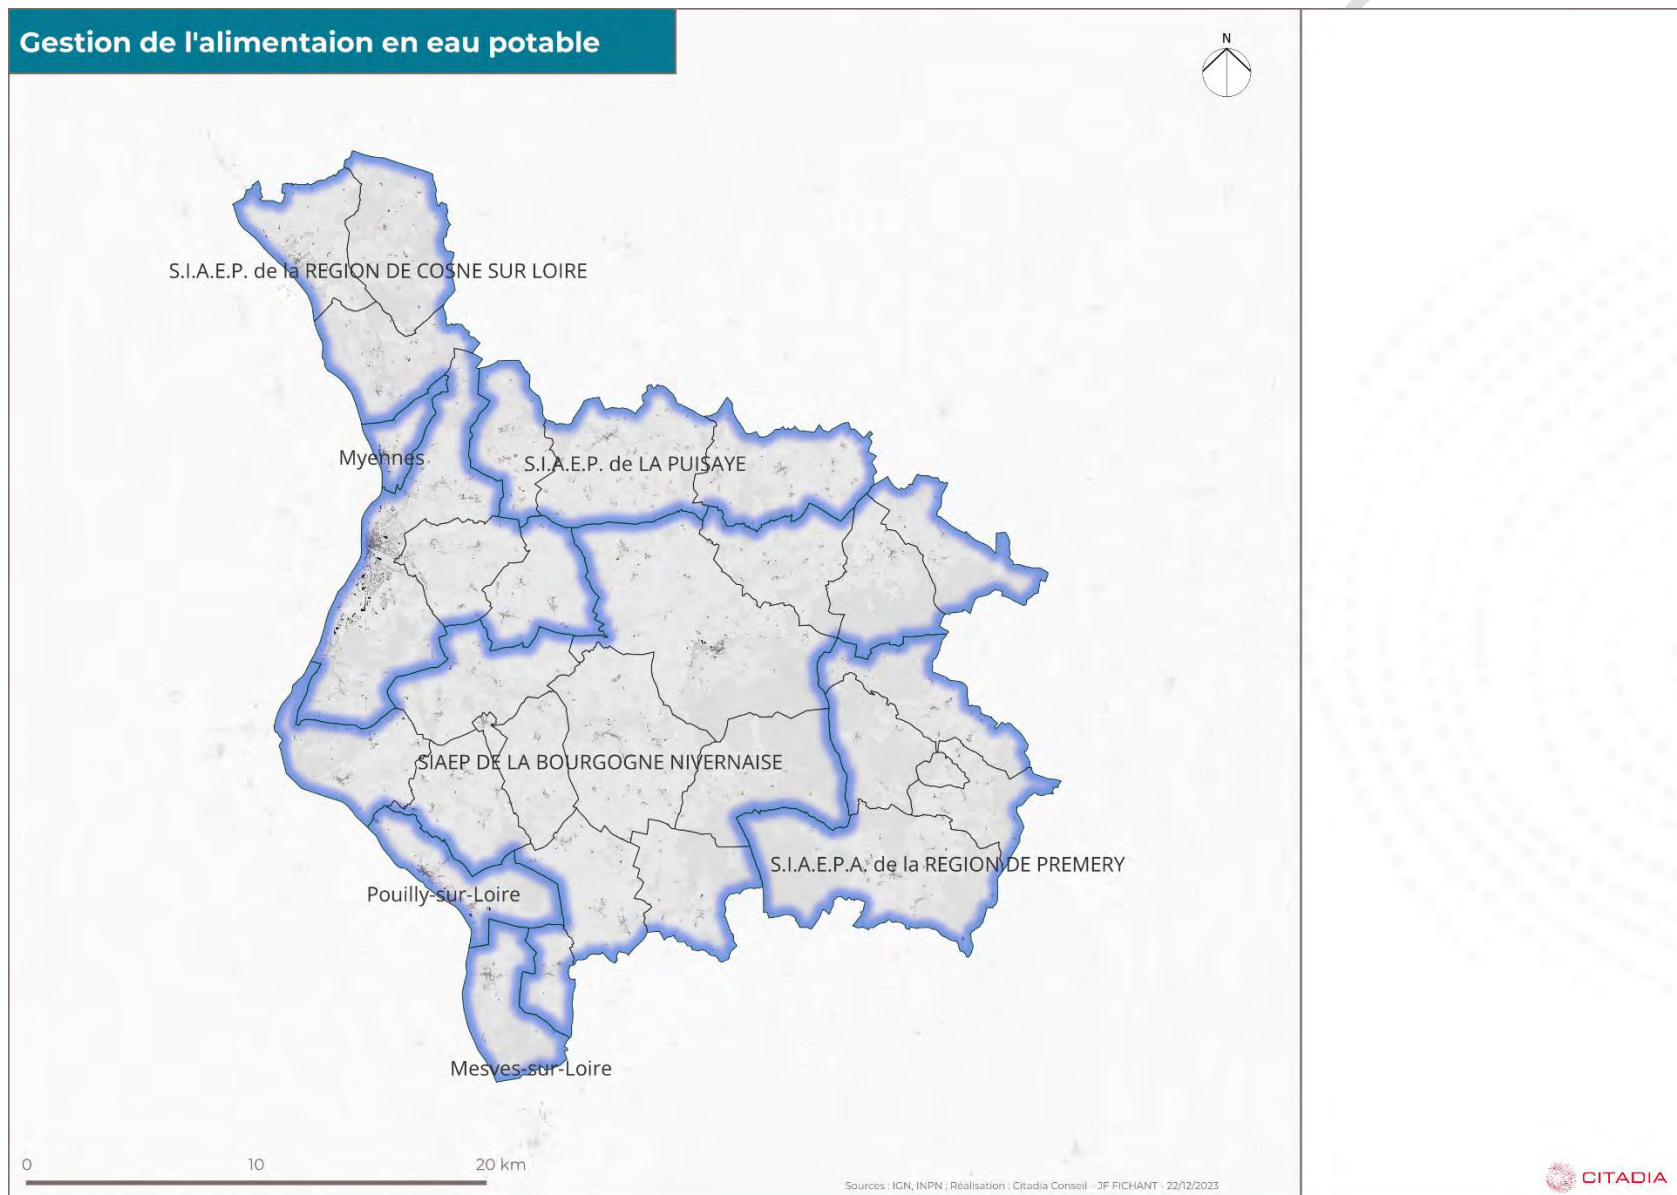 Gestion de l'alimentaion en eau potable
N
S.I.A.E.P. de la REGION DE COSNE SUR LOIRE
Myennes
S.I.A.E.P. de LA PUISAYE
SIAEP DE LA BOURGOGNE NIVERNAISE
S.I.A.E.P.A. de la REGION DE PREMERY
Pouilly-sur-Loire
Mesves-sur-Loire
0 10 20 km
Sources : IGN, INPN ; Réalisation : Citadia Conseil - JF FICHANT - 22/12/2023
CITADIA